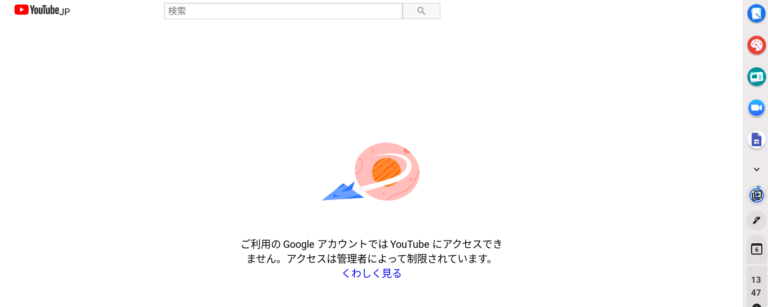 YouTube JP
検索
ご利用の Google アカウントでは YouTube にアクセスでき
ません。アクセスは管理者によって制限されています。
くわしく見る
6
13
47